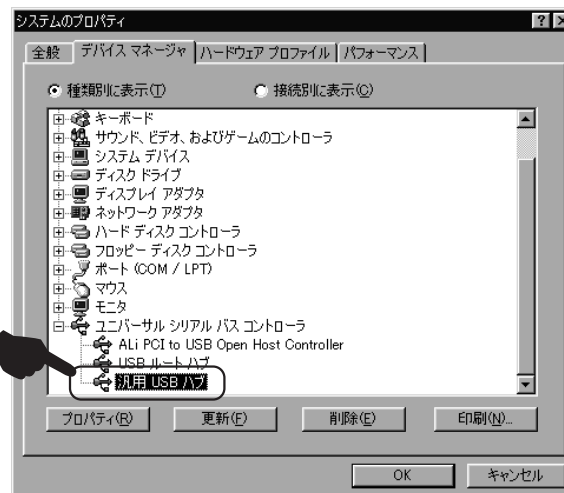 システムのプロパティ
全般 デバイス マネージャ ハードウェア プロファイル パフォーマンス
種類別に表示(T) 接続別に表示(C)
キーボード
サウンド、ビデオ、およびゲームのコントローラ
システム デバイス
ディスク ドライブ
ディスプレイ アダプタ
ネットワーク アダプタ
ハード ディスク コントローラ
フロッピー ディスク コントローラ
ポート (COM / LPT)
マウス
モニタ
ユニバーサル シリアル バス コントローラ
ALi PCI to USB Open Host Controller
USB ルート ハブ
汎用 USB ハブ
プロパティ(R) 更新(F) 削除(E) 印刷(N)...
OK キャンセル